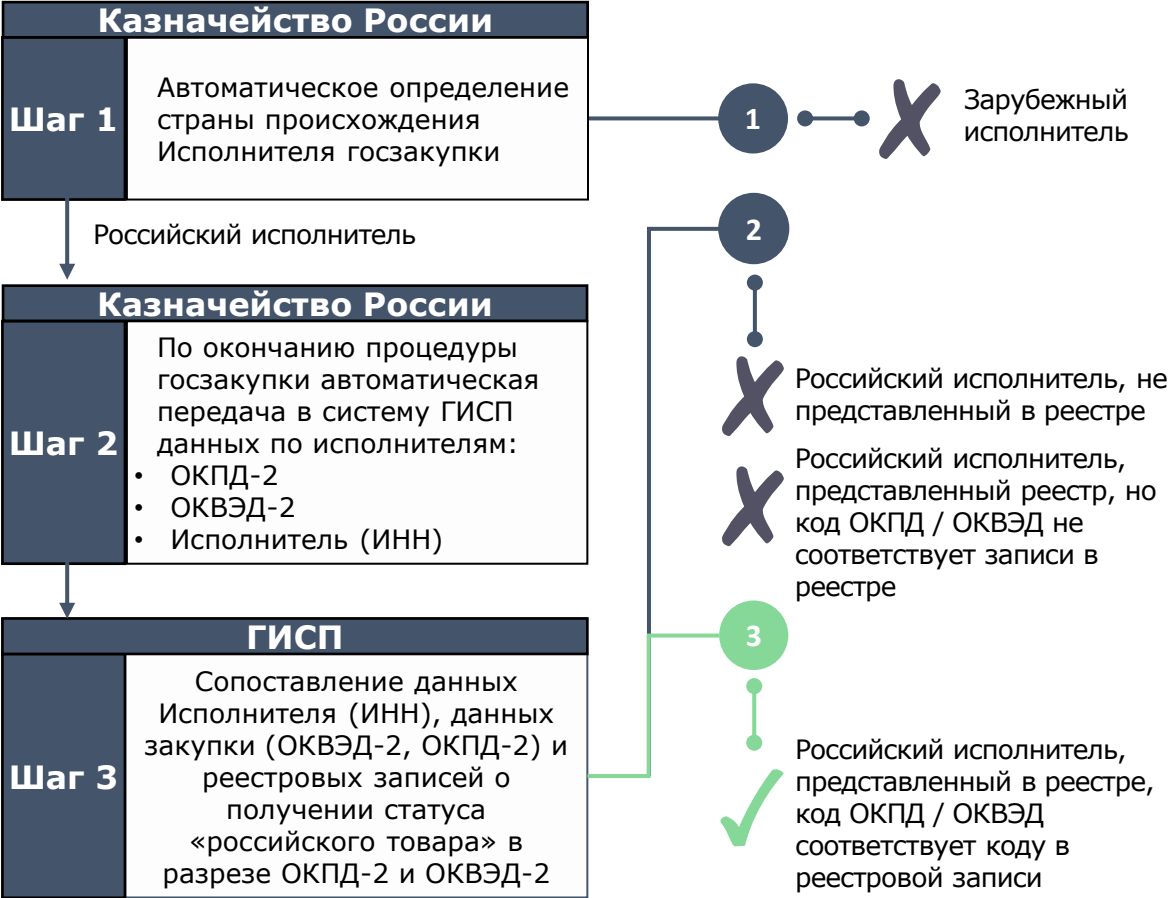 Казначейство России
Шаг 1
Автоматическое определение
страны происхождения
Исполнителя госзакупки
1
Зарубежный
исполнитель
Российский исполнитель
2
Казначейство России
Шаг 2
По окончанию процедуры
госзакупки автоматическая
передача в систему ГИСП
данных по исполнителям:
• ОКПД-2
• ОКВЭД-2
• Исполнитель (ИНН)
Российский исполнитель, не
представленный в реестре
Российский исполнитель,
представленный реестр, но
код ОКПД / ОКВЭД не
соответствует записи в
реестре
ГИСП
Шаг 3
Сопоставление данных
Исполнителя (ИНН), данных
закупки (ОКВЭД-2, ОКПД-2) и
реестровых записей о
получении статуса
«российского товара» в
разрезе ОКПД-2 и ОКВЭД-2
3
Российский исполнитель,
представленный в реестре,
код ОКПД / ОКВЭД
соответствует коду в
реестровой записи